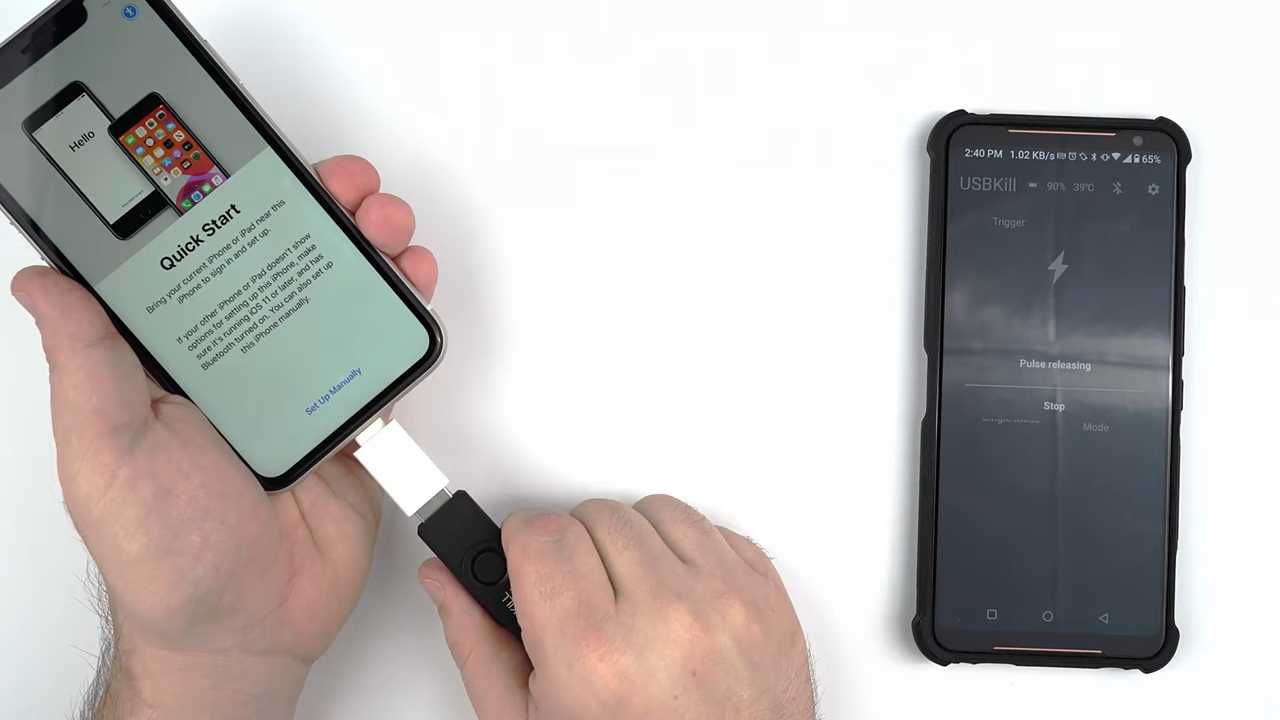 Hello
Quick Start
Bring your current iPhone or iPad near this
iPhone to sign in and set up.
If your other iPhone or iPad doesn't show
options for setting up this iPhone, make
sure it's running iOS 11 or later, and has
Bluetooth turned on. You can also set up
this iPhone manually.
Set Up Manually
2:40 PM 1.02 KB/s 65%
USBKill 90% 39℃
Trigger
Pulse releasing
Stop
Mode